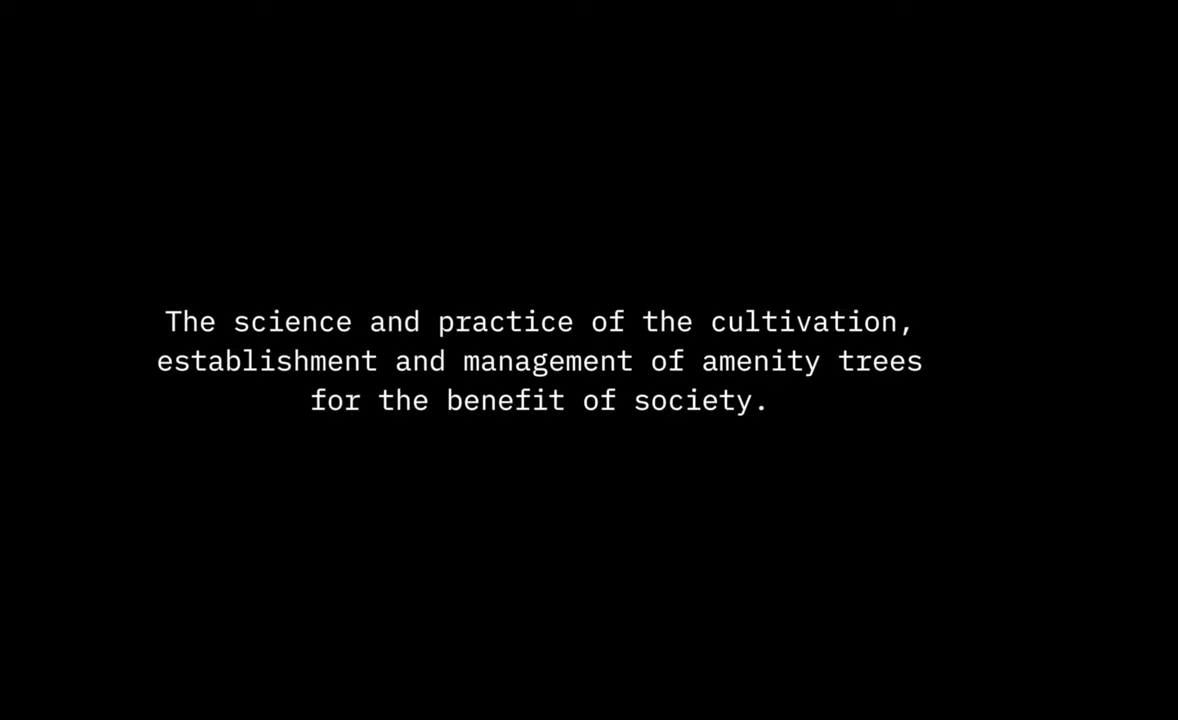 The science and practice of the cultivation,
establishment and management of amenity trees
for the benefit of society.